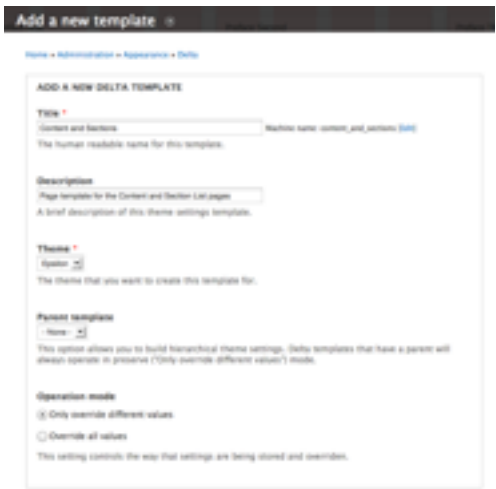 Add a new template
Home » Administration » Appearance » Delta
ADD A NEW DELTA TEMPLATE
Title *
Content and Sections Machine name: content_and_sections [Edit]
The human readable name for this template.
Description
Page template for the Content and Section List pages
A brief description of this theme settings template.
Theme *
The theme that you want to create this template for.
Parent template
- None -
This option allows you to build hierarchical theme settings. Delta templates that have a parent will
always operate in preserve ("Only override different values") mode.
Operation mode
Only override different values
Override all values
This setting controls the way that settings are being stored and overriden.